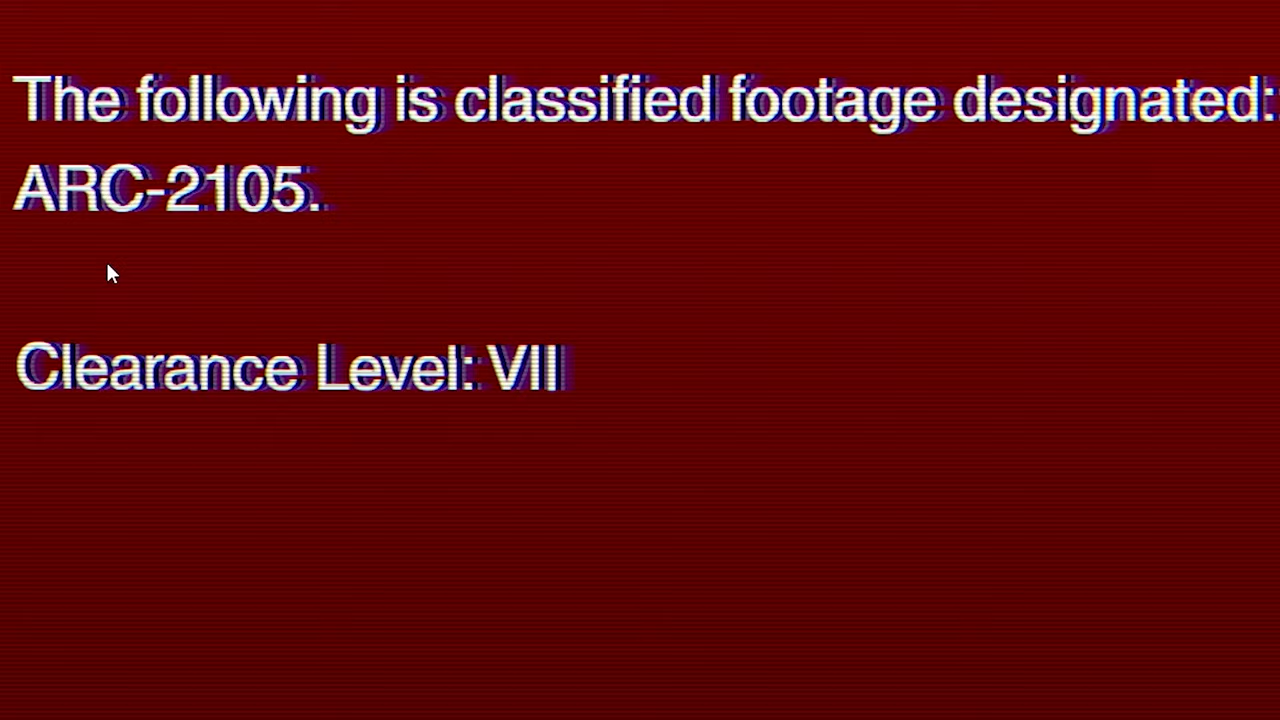 The following is classified footage designated:
ARC-2105.
Clearance Level: VII